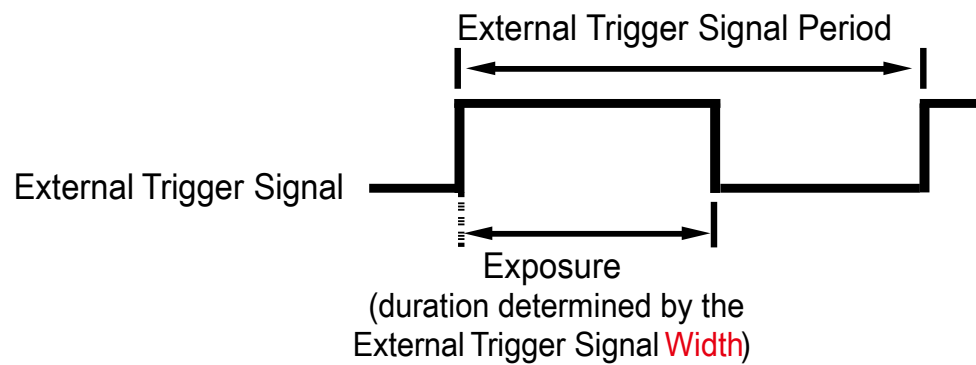 External Trigger Signal Period
External Trigger Signal
Exposure
(duration determined by the
External Trigger Signal Width)